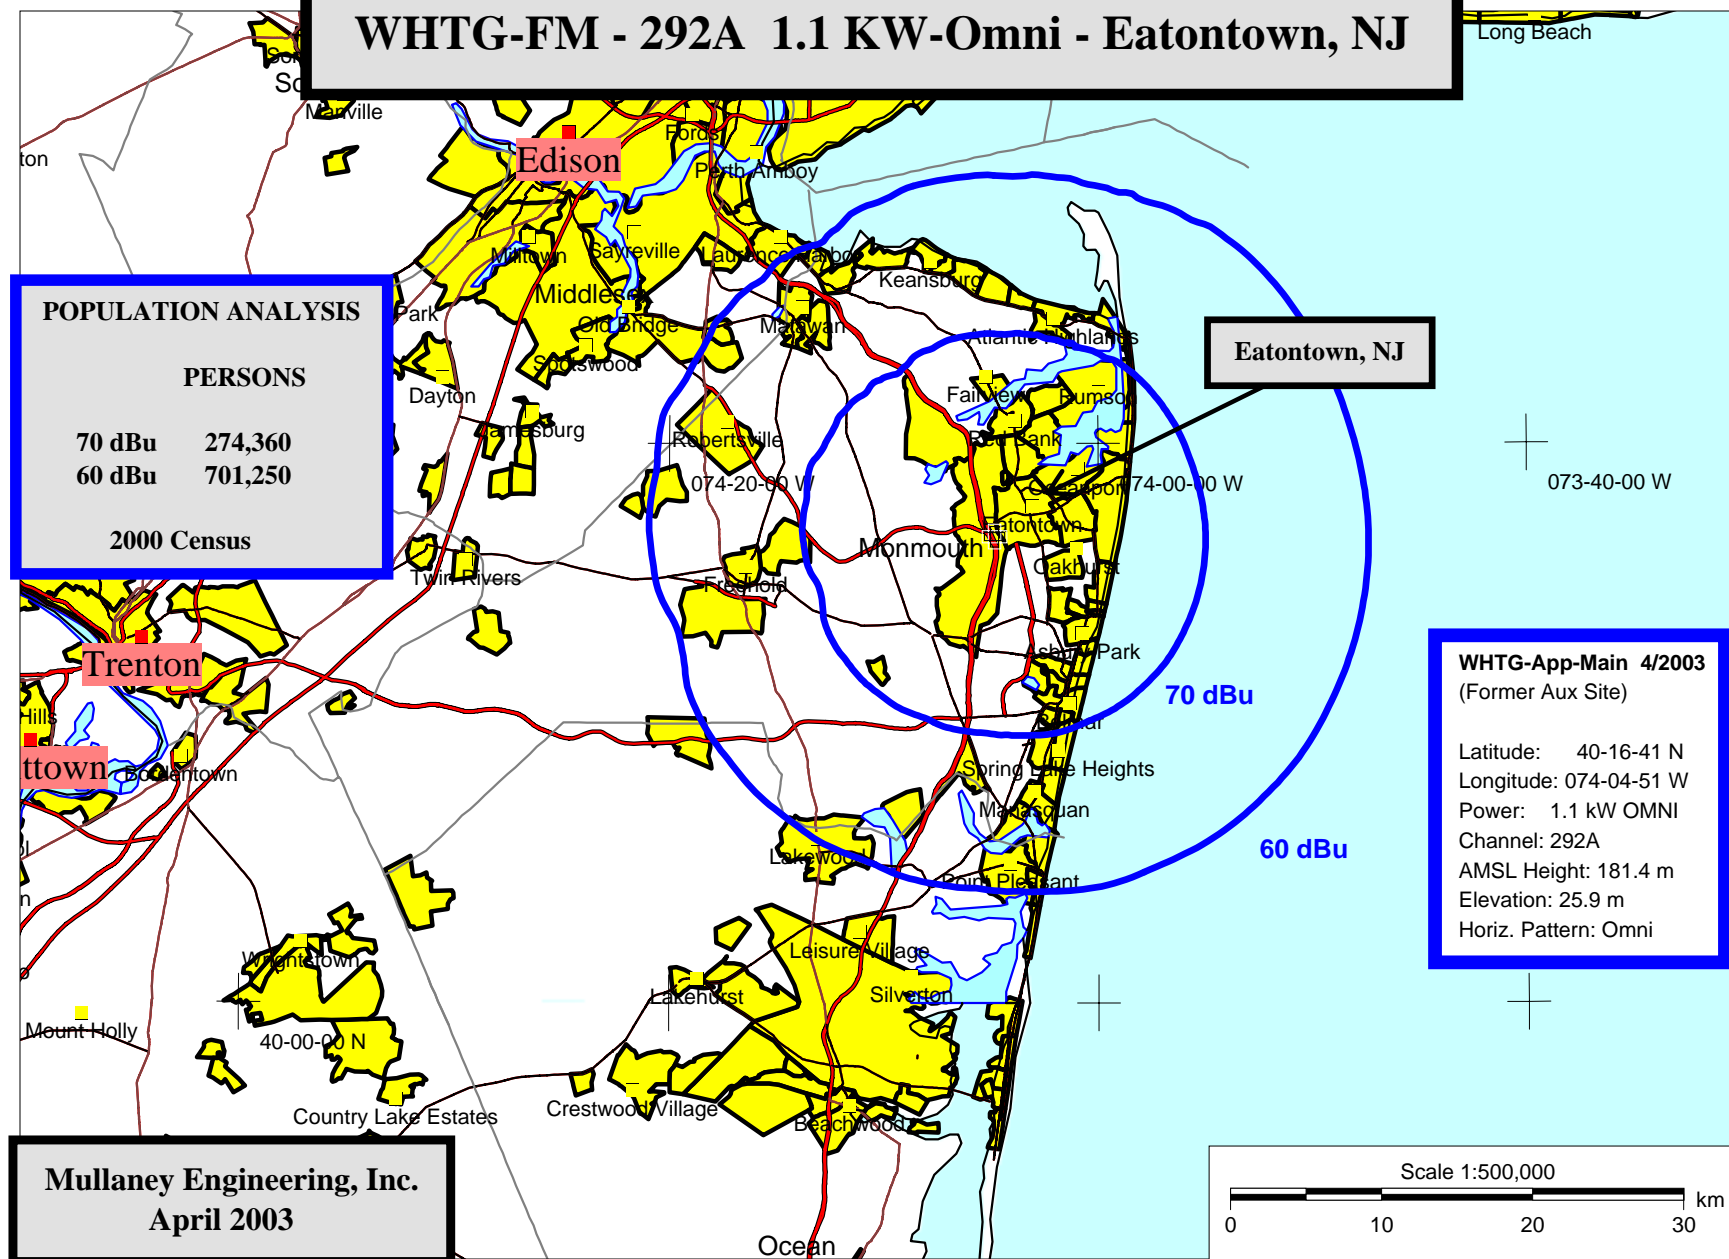 WHTG-FM - 292A 1.1 KW-Omni - Eatontown, NJ
Long Beach
Manville
ton
Fords
Edison
Perth Amboy
Milltown
Sayreville
Keansburg
POPULATION ANALYSIS
PERSONS
70 dBu 274,360
60 dBu 701,250
2000 Census
Park
Old Bridge
Matawan
Atlantic Highlands
Eatontown, NJ
Spotswood
Dayton
Fairview
Rumson
Jamesburg
Robertsville
Red Bank
074-20-00 W
Oceanport
074-00-00 W
073-40-00 W
Eatontown
Monmouth
Oakhurst
Twin Rivers
Freehold
Trenton
Asbury Park
70 dBu
Hills
Belmar
ttown
Bordentown
Spring Lake Heights
Manasquan
60 dBu
Lakewood
Point Pleasant
WHTG-App-Main 4/2003
(Former Aux Site)
Latitude: 40-16-41 N
Longitude: 074-04-51 W
Power: 1.1 kW OMNI
Channel: 292A
AMSL Height: 181.4 m
Elevation: 25.9 m
Horiz. Pattern: Omni
Leisure Village
Wrightstown
Lakehurst
Silverton
Mount Holly
40-00-00 N
Country Lake Estates
Crestwood Village
Beachwood
Mullaney Engineering, Inc.
April 2003
Ocean
Scale 1:500,000
km
0 10 20 30